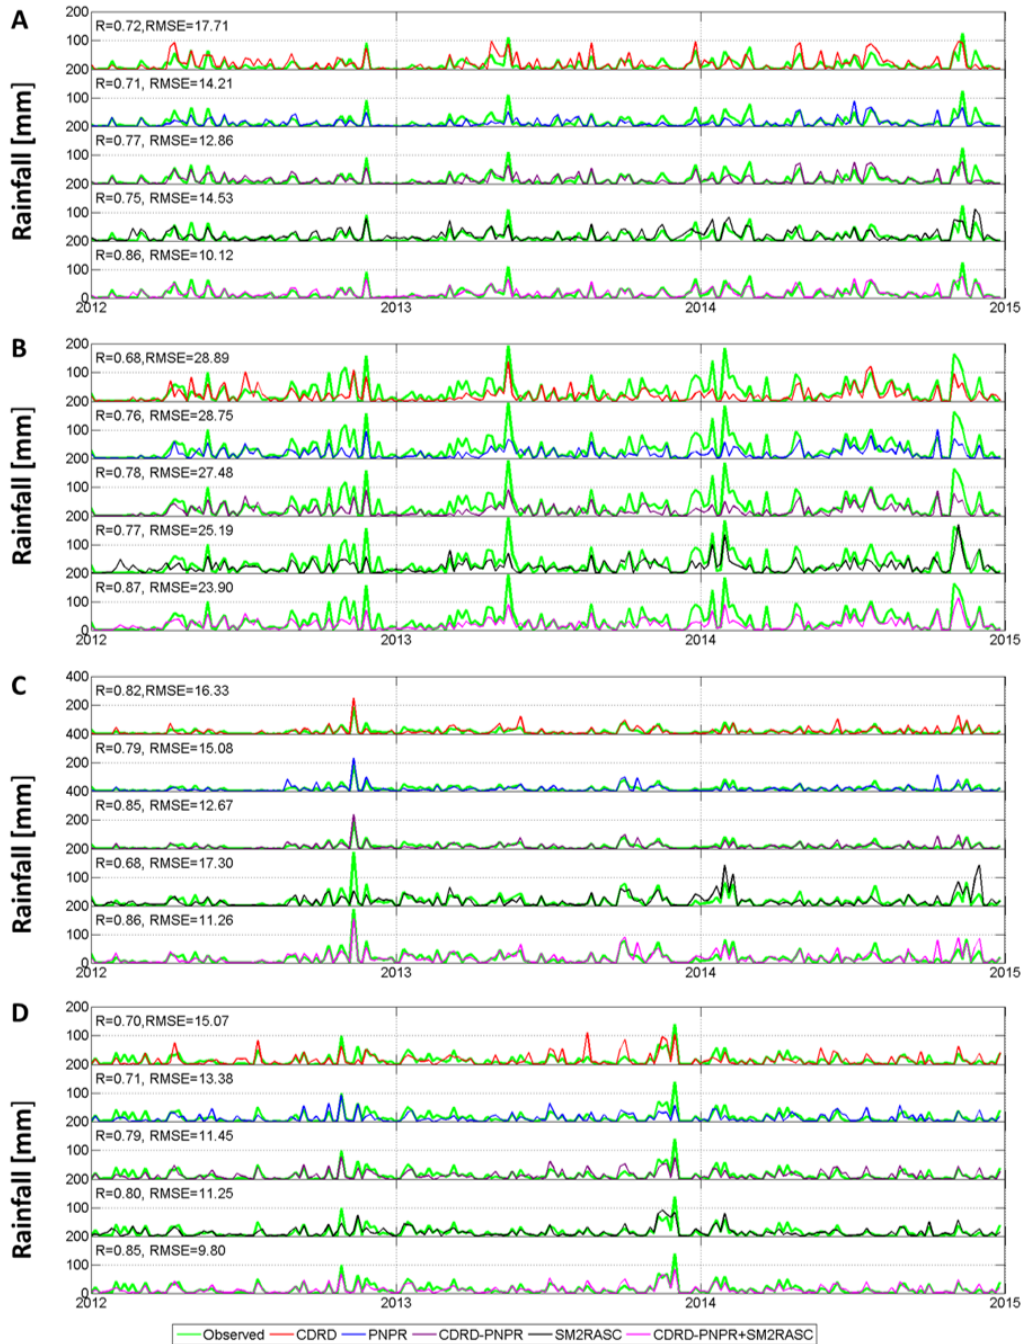 A
200
R=0.72,RMSE=17.71
100
200
R=0.71, RMSE=14.21
100
200
R=0.77, RMSE=12.86
100
200
R=0.75, RMSE=14.53
100
200
R=0.86, RMSE=10.12
100
0
2012 2013 2014 2015
Rainfall [mm]
B
200
R=0.68,RMSE=28.89
100
200
R=0.76, RMSE=28.75
100
200
R=0.78, RMSE=27.48
100
200
R=0.77, RMSE=25.19
100
200
R=0.87, RMSE=23.90
100
0
2012 2013 2014 2015
Rainfall [mm]
C
400
R=0.82,RMSE=16.33
200
400
R=0.79, RMSE=15.08
200
400
R=0.85, RMSE=12.67
200
200
R=0.68, RMSE=17.30
100
200
R=0.86, RMSE=11.26
100
0
2012 2013 2014 2015
Rainfall [mm]
D
200
R=0.70,RMSE=15.07
100
200
R=0.71, RMSE=13.38
100
200
R=0.79, RMSE=11.45
100
200
R=0.80, RMSE=11.25
100
200
R=0.85, RMSE=9.80
100
0
2012 2013 2014 2015
Rainfall [mm]
Observed CDRD PNPR CDRD-PNPR SM2RASC CDRD-PNPR+SM2RASC